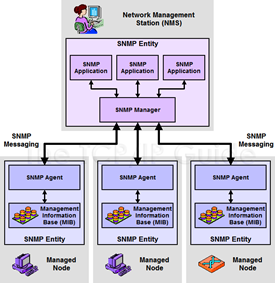 Network Management
Station (NMS)
SNMP Entity
SNMP
Application
SNMP
Application
SNMP
Application
SNMP Manager
SNMP
Messaging
SNMP
Messaging
SNMP Agent
Management
Information
Base (MIB)
SNMP Entity
Managed
Node
SNMP Agent
Management
Information
Base (MIB)
SNMP Entity
Managed
Node
SNMP Agent
Management
Information
Base (MIB)
SNMP Entity
Managed
Node